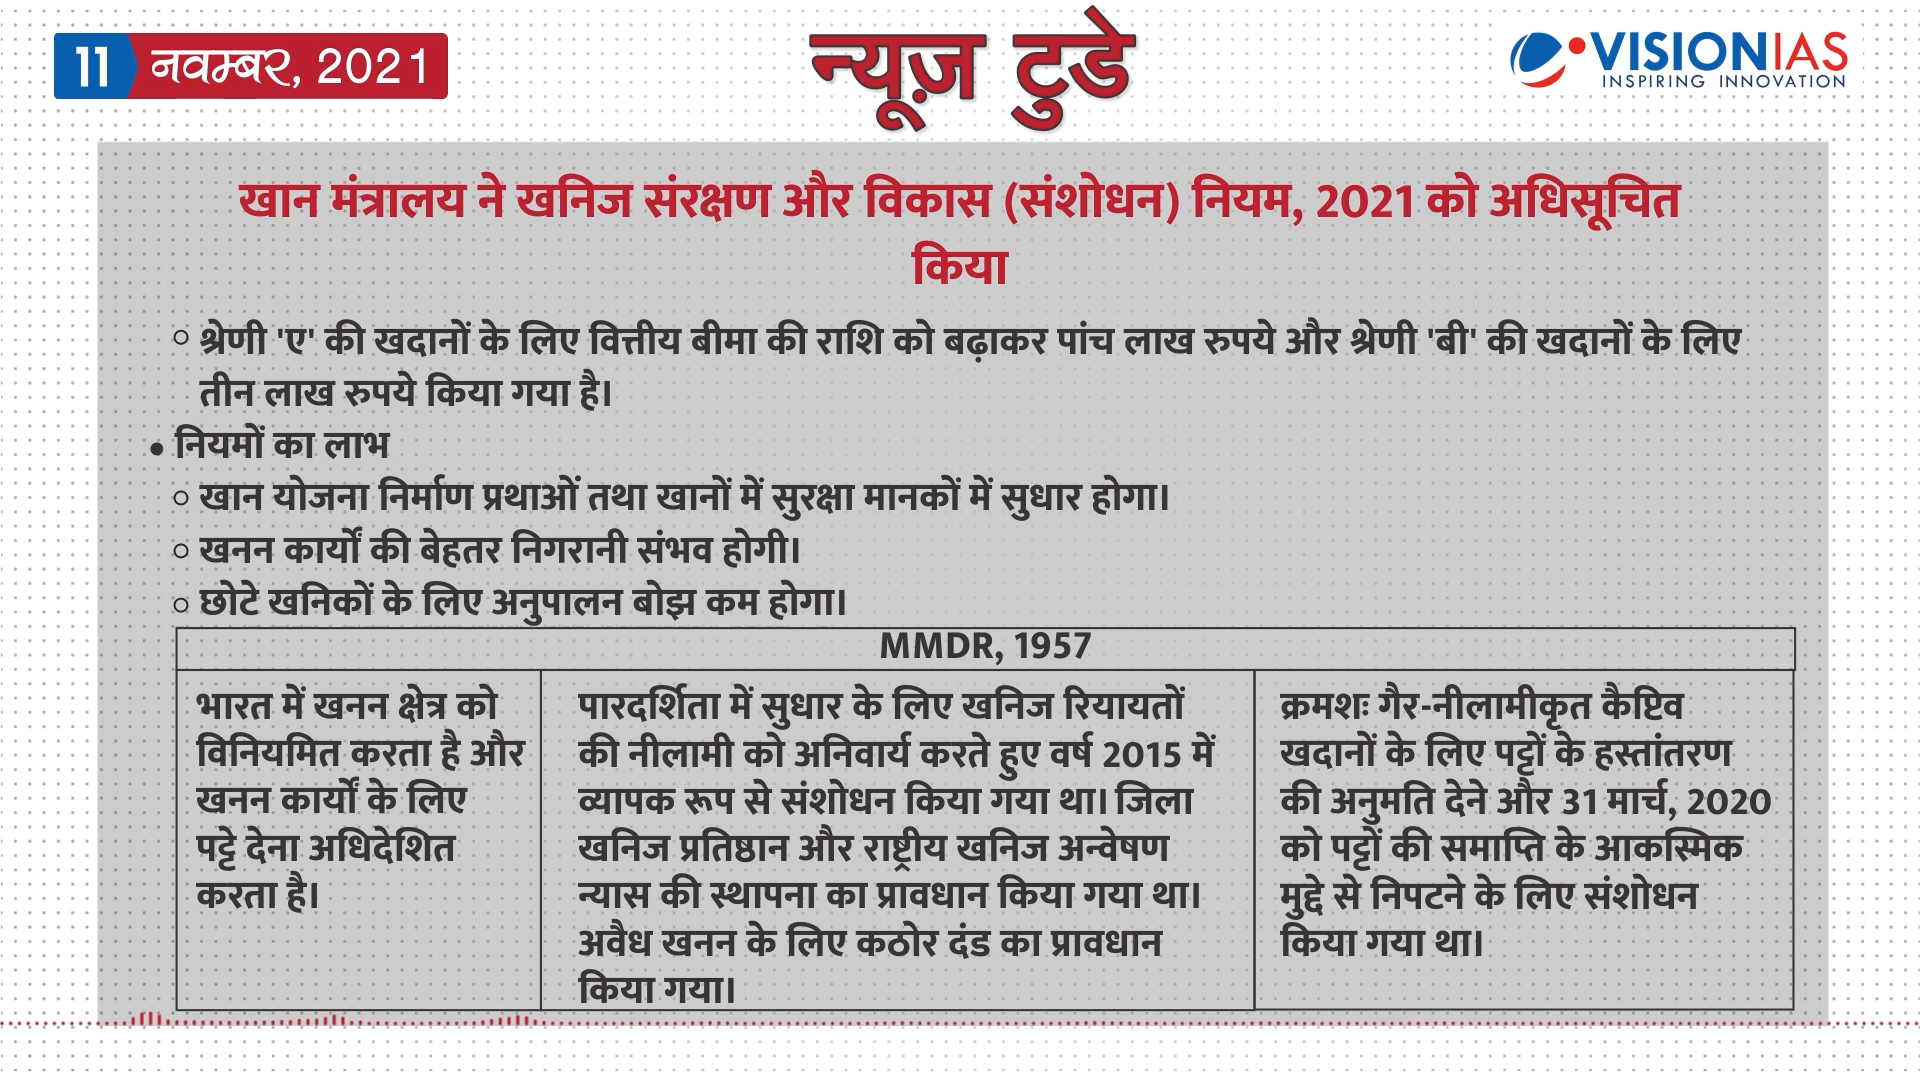 11 नवम्बर, 2021
न्यूज़ टुडे
VISIONIAS
INSPIRING INNOVATION
खान मंत्रालय ने खनिज संरक्षण और विकास (संशोधन) नियम, 2021 को अधिसूचित
किया
○ श्रेणी 'ए' की खदानों के लिए वित्तीय बीमा की राशि को बढ़ाकर पांच लाख रुपये और श्रेणी 'बी' की खदानों के लिए
तीन लाख रुपये किया गया है।
• नियमों का लाभ
○ खान योजना निर्माण प्रथाओं तथा खानों में सुरक्षा मानकों में सुधार होगा।
○ खनन कार्यों की बेहतर निगरानी संभव होगी।
○ छोटे खनिकों के लिए अनुपालन बोझ कम होगा।
MMDR, 1957
भारत में खनन क्षेत्र को
विनियमित करता है और
खनन कार्यों के लिए
पट्टे देना अधिदेशित
करता है।
पारदर्शिता में सुधार के लिए खनिज रियायतों
की नीलामी को अनिवार्य करते हुए वर्ष 2015 में
व्यापक रूप से संशोधन किया गया था। जिला
खनिज प्रतिष्ठान और राष्ट्रीय खनिज अन्वेषण
न्यास की स्थापना का प्रावधान किया गया था।
अवैध खनन के लिए कठोर दंड का प्रावधान
किया गया।
क्रमशः गैर-नीलामीकृत कैप्टिव
खदानों के लिए पट्टों के हस्तांतरण
की अनुमति देने और 31 मार्च, 2020
को पट्टों की समाप्ति के आकस्मिक
मुद्दे से निपटने के लिए संशोधन
किया गया था।